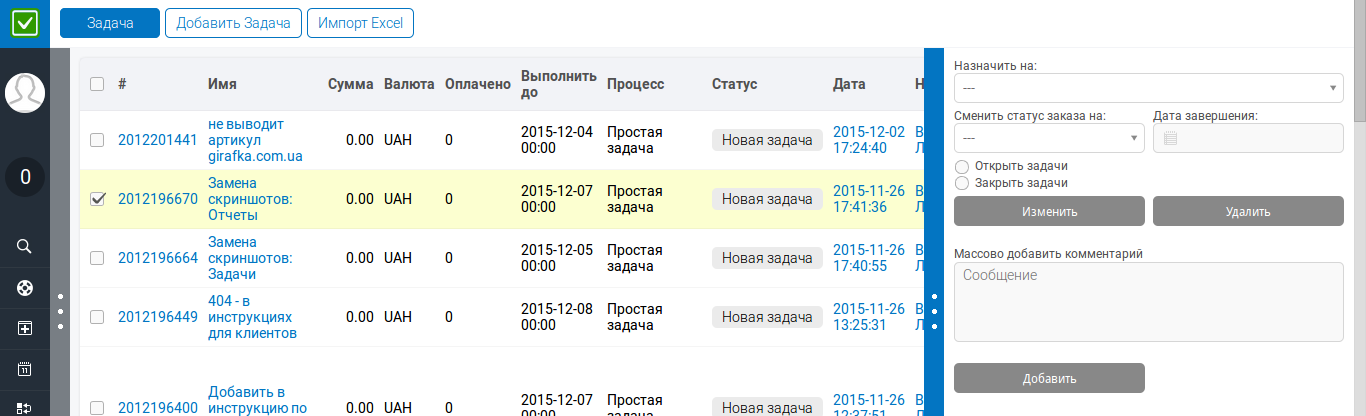 Задача Добавить Задача Импорт Excel
# Имя Сумма Валюта Оплачено Выполнить до Процесс Статус Дата Н
2012201441 не выводит артикул girafka.com.ua 0.00 UAH 0 2015-12-04 00:00 Простая задача Новая задача 2015-12-02 17:24:40 В Л
2012196670 Замена скриншотов: Отчеты 0.00 UAH 0 2015-12-07 00:00 Простая задача Новая задача 2015-11-26 17:41:36 В Л
2012196664 Замена скриншотов: Задачи 0.00 UAH 0 2015-12-05 00:00 Простая задача Новая задача 2015-11-26 17:40:55 В Л
2012196449 404 - в инструкциях для клиентов 0.00 UAH 0 2015-12-08 00:00 Простая задача Новая задача 2015-11-26 13:25:31 В Л
2012196400 Добавить в инструкцию по 0.00 UAH 0 2015-12-07 00:00 Простая задача Новая задача 2015-11-26 12:37:51 В Л
0
11
Назначить на:
---
Сменить статус заказа на: Дата завершения:
---
Открыть задачи
Закрыть задачи
Изменить Удалить
Массово добавить комментарий
Сообщение
Добавить